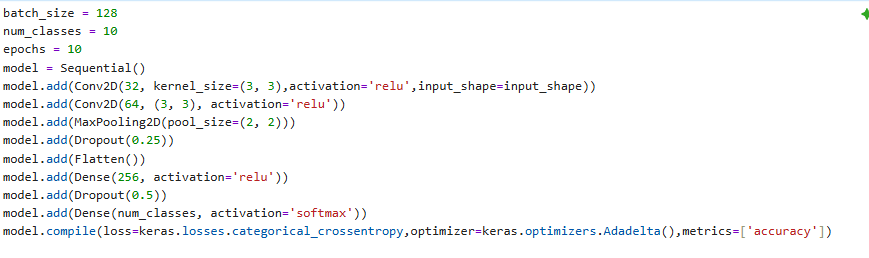 batch_size = 128
num_classes = 10
epochs = 10
model = Sequential()
model.add(Conv2D(32, kernel_size=(3, 3),activation='relu',input_shape=input_shape))
model.add(Conv2D(64, (3, 3), activation='relu'))
model.add(MaxPooling2D(pool_size=(2, 2)))
model.add(Dropout(0.25))
model.add(Flatten())
model.add(Dense(256, activation='relu'))
model.add(Dropout(0.5))
model.add(Dense(num_classes, activation='softmax'))
model.compile(loss=keras.losses.categorical_crossentropy,optimizer=keras.optimizers.Adadelta(),metrics=['accuracy'])